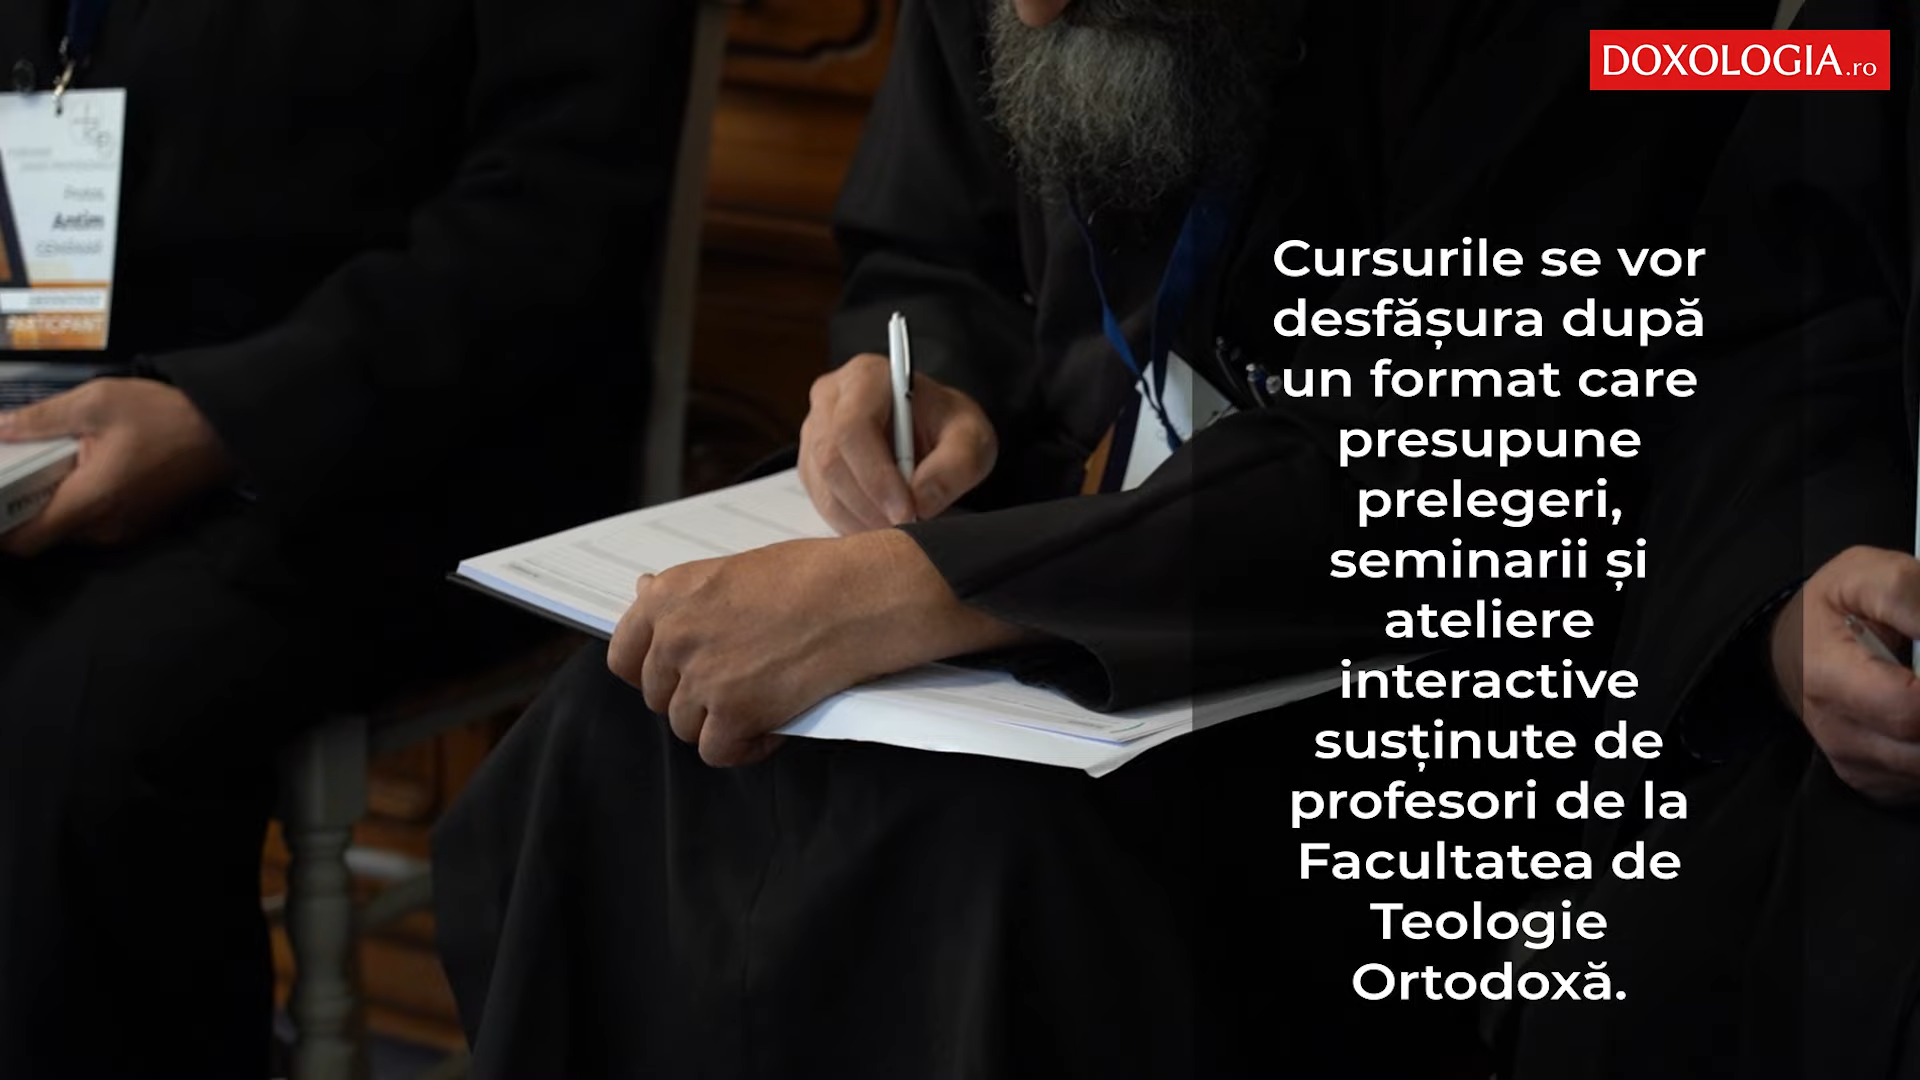 DOXOLOGIA.ro
Antim
PARTICIPANT
Cursurile se vor
desfășura după
un format care
presupune
prelegeri,
seminarii și
ateliere
interactive
susținute de
profesori de la
Facultatea de
Teologie
Ortodoxă.